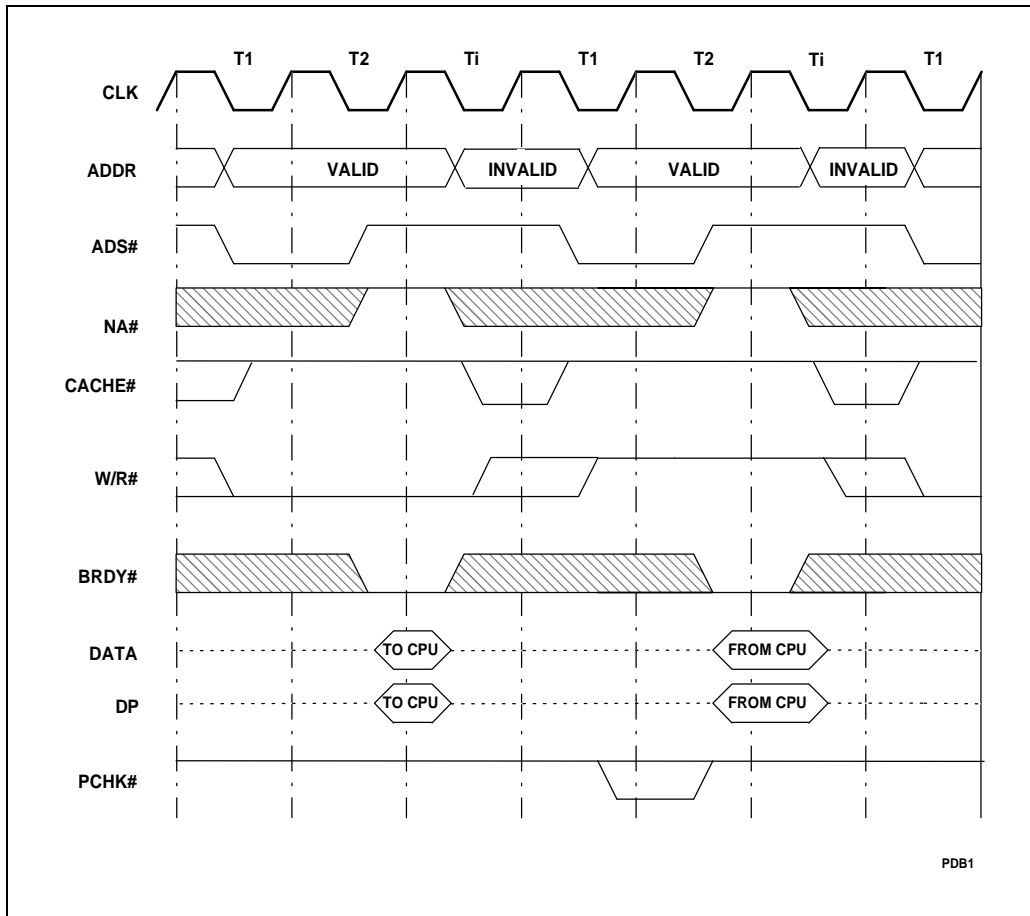 T1 T2 Ti T1 T2 Ti T1
CLK
ADDR VALID INVALID VALID INVALID
ADS#
NA#
CACHE#
W/R#
BRDY#
DATA TO CPU FROM CPU
DP TO CPU FROM CPU
PCHK#
PDB1